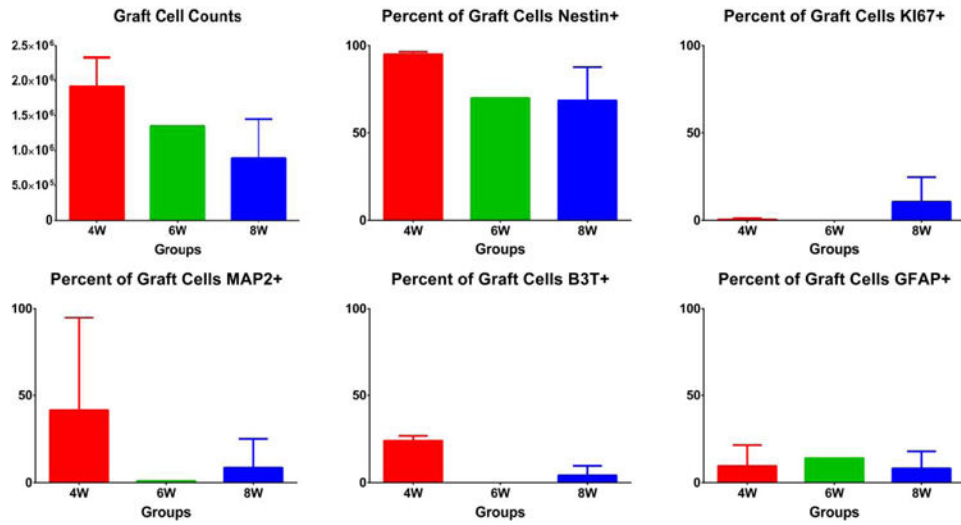 Graft Cell Counts
2.5×10⁶
2.0×10⁶
1.5×10⁶
1.0×10⁶
5.0×10⁵
0
4W 6W 8W
Groups
Percent of Graft Cells Nestin+
100
50
0
4W 6W 8W
Groups
Percent of Graft Cells KI67+
100
50
0
4W 6W 8W
Groups
Percent of Graft Cells MAP2+
100
50
0
4W 6W 8W
Groups
Percent of Graft Cells B3T+
100
50
0
4W 6W 8W
Groups
Percent of Graft Cells GFAP+
100
50
0
4W 6W 8W
Groups